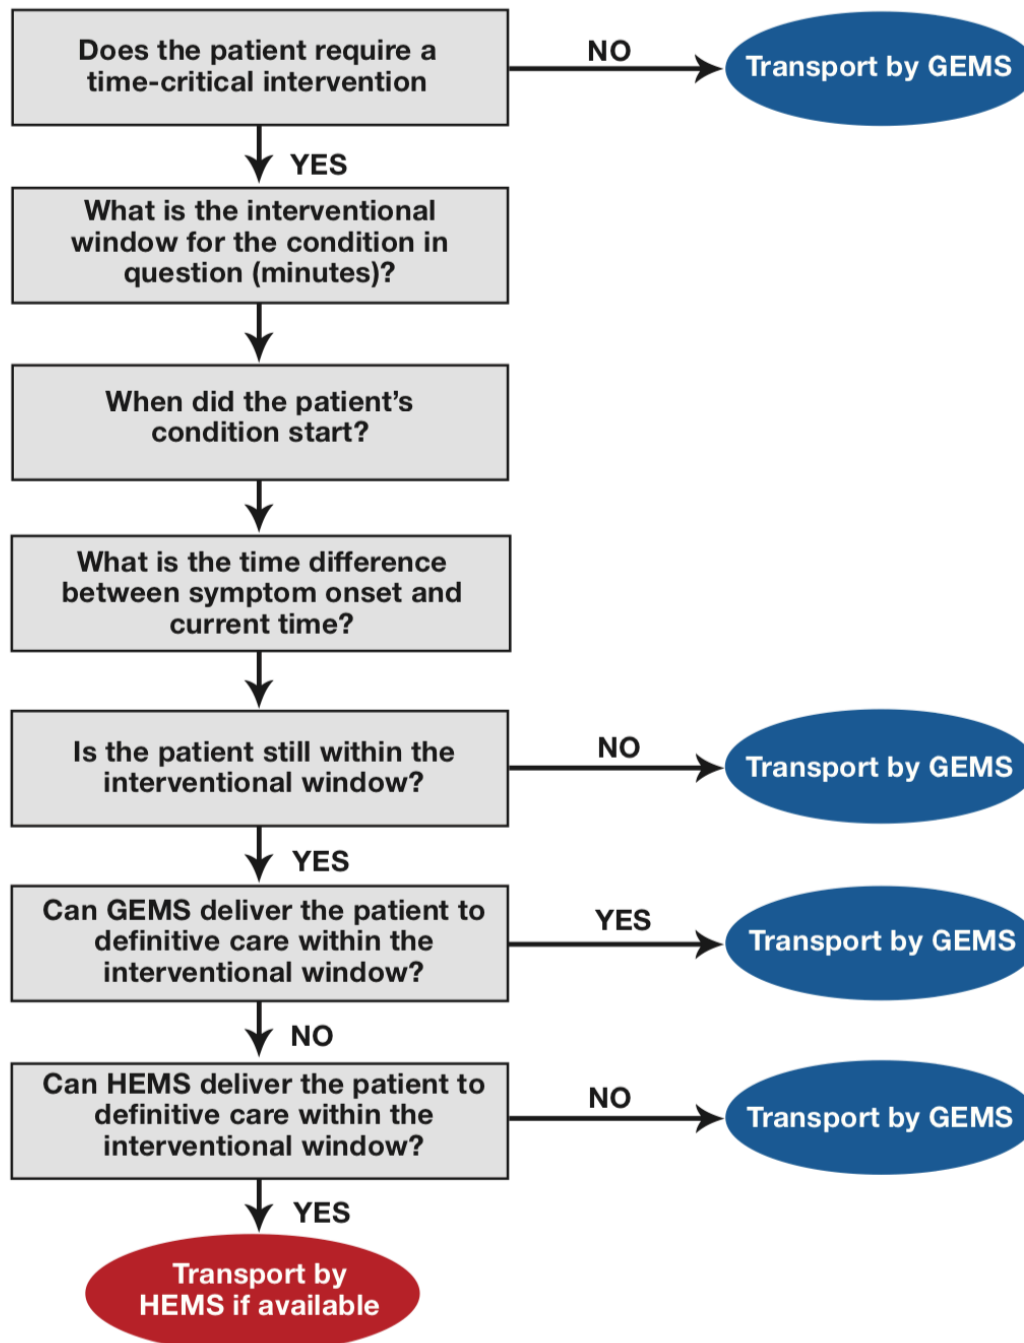 Does the patient require a
time-critical intervention
NO
Transport by GEMS
YES
What is the interventional
window for the condition in
question (minutes)?
When did the patient's
condition start?
What is the time difference
between symptom onset and
current time?
Is the patient still within the
interventional window?
NO
Transport by GEMS
YES
Can GEMS deliver the patient to
definitive care within the
interventional window?
YES
Transport by GEMS
NO
Can HEMS deliver the patient to
definitive care within the
interventional window?
NO
Transport by GEMS
YES
Transport by
HEMS if available